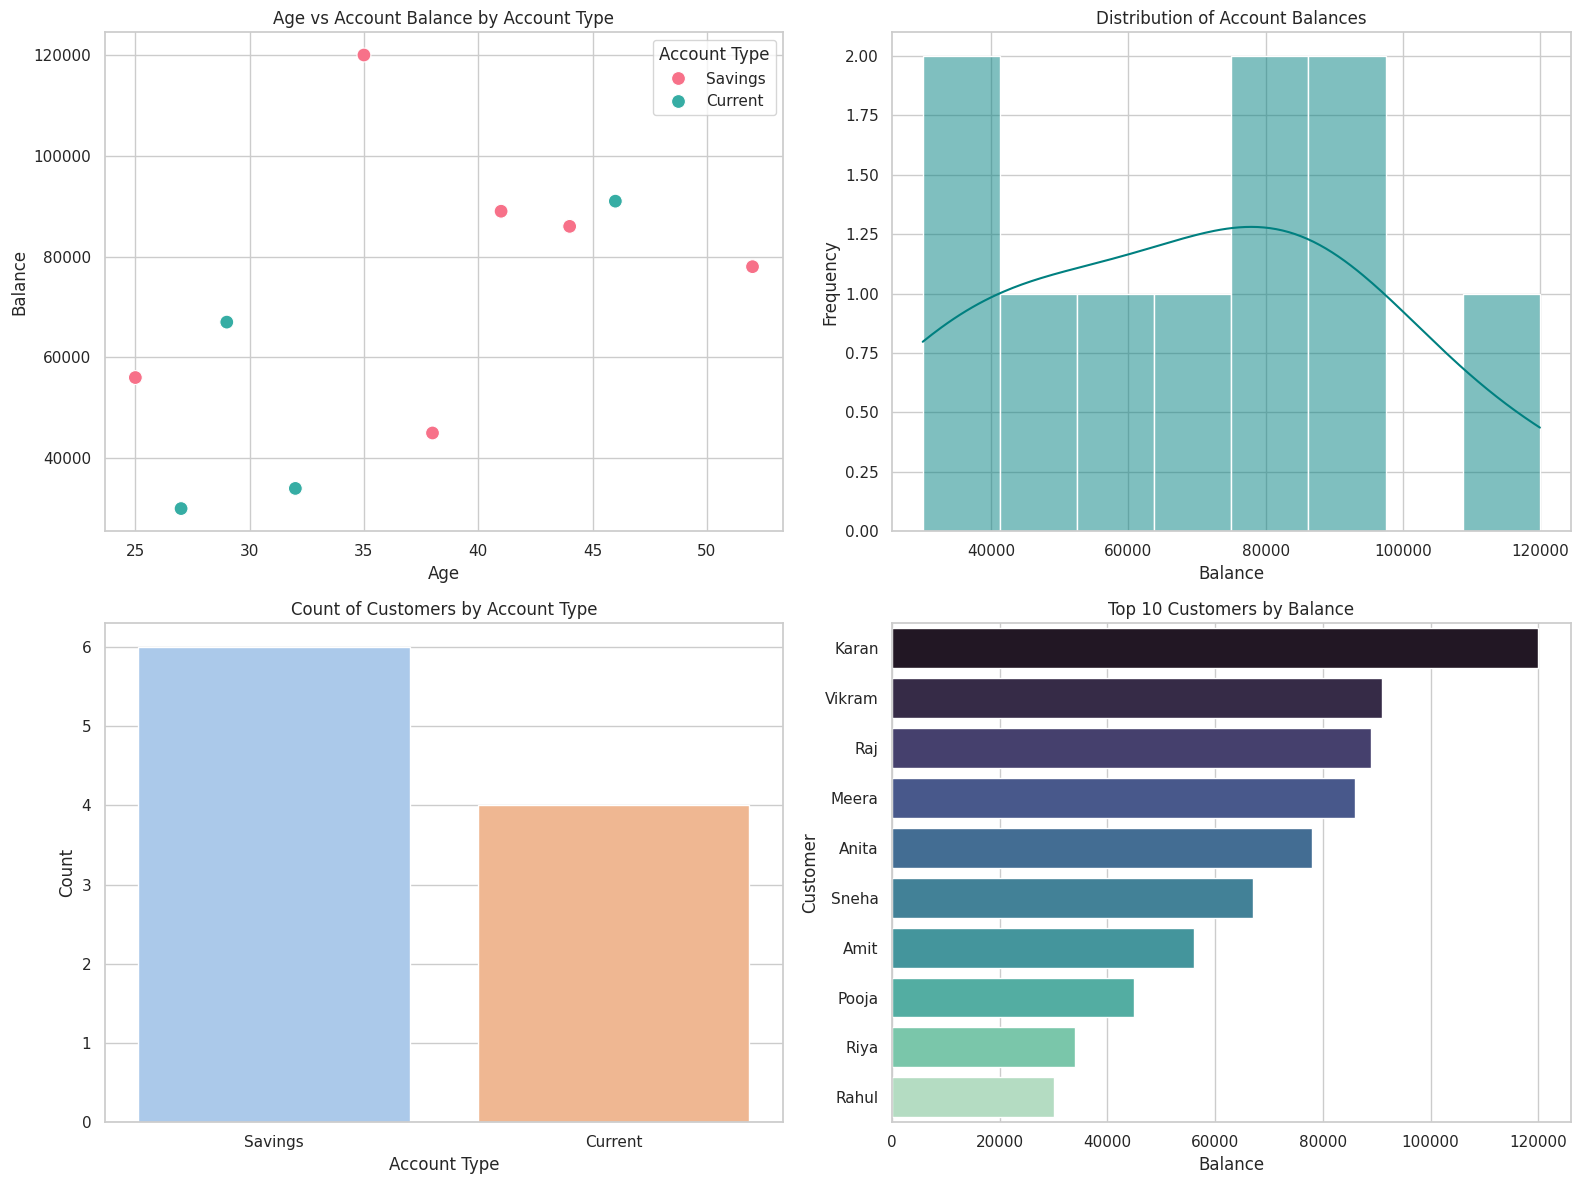 Age vs Account Balance by Account Type
Account Type
Savings
Current
120000
100000
80000
60000
40000
Balance
25 30 35 40 45 50
Age
Distribution of Account Balances
2.00
1.75
1.50
1.25
1.00
0.75
0.50
0.25
0.00
Frequency
40000 60000 80000 100000 120000
Balance
Count of Customers by Account Type
6
5
4
3
2
1
0
Count
Savings Current
Account Type
Top 10 Customers by Balance
Karan
Vikram
Raj
Meera
Anita
Sneha
Amit
Pooja
Riya
Rahul
Customer
0 20000 40000 60000 80000 100000 120000
Balance